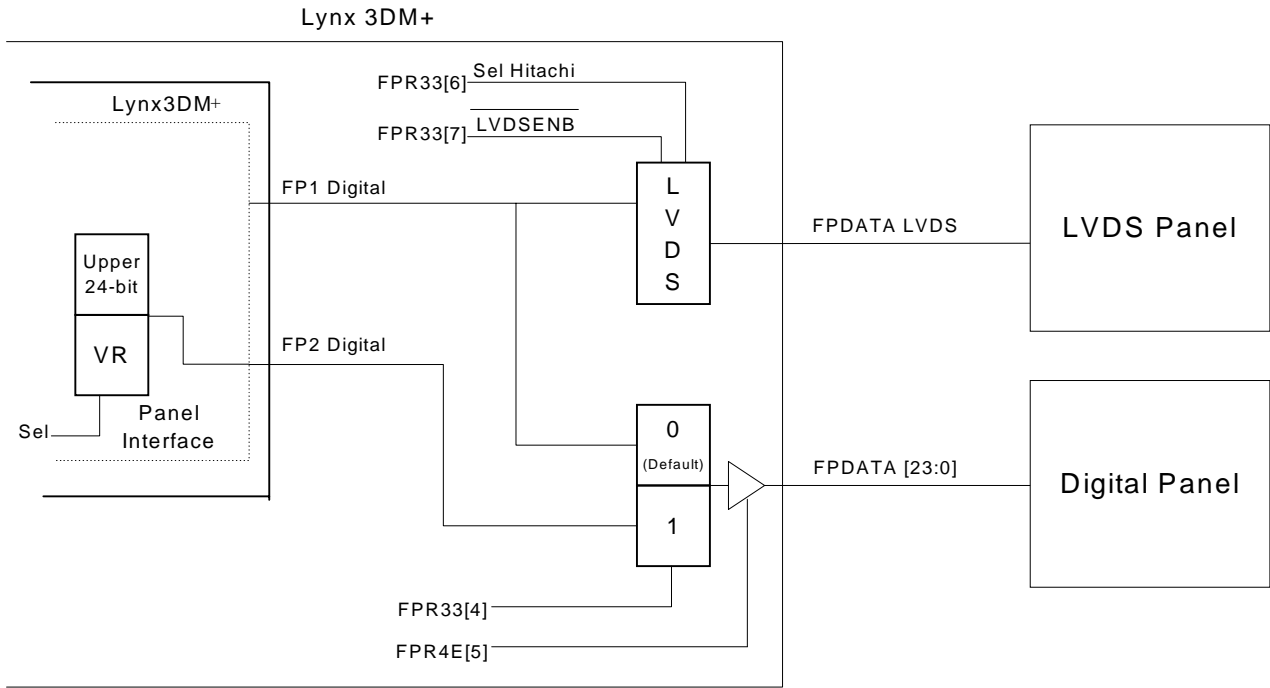 Lynx 3DM+
Lynx3DM+
FPR33[6]
Sel Hitachi
FPR33[7]
LVDSENB
FP1 Digital
L
V
D
S
FPDATA LVDS
LVDS Panel
Upper
24-bit
VR
FP2 Digital
Sel
Panel
Interface
0
(Default)
1
FPDATA [23:0]
Digital Panel
FPR33[4]
FPR4E[5]